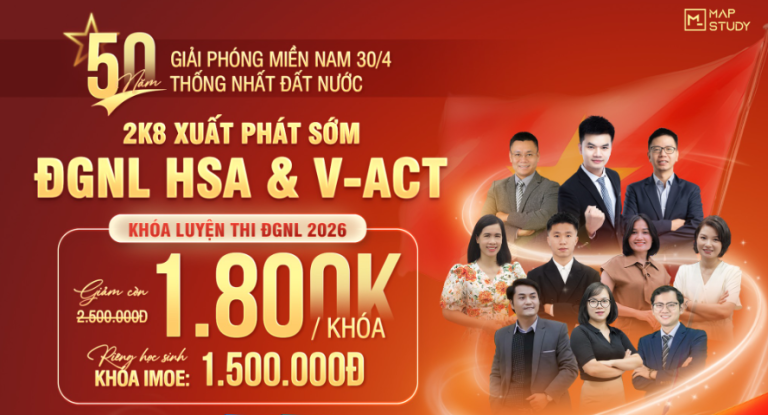 MAP
STUDY
50
Năm
GIẢI PHÓNG MIỀN NAM 30/4
THỐNG NHẤT ĐẤT NƯỚC
2K8 XUẤT PHÁT SỚM
ĐGNL HSA & V-ACT
KHÓA LUYỆN THI ĐGNL 2026
Giảm còn
2.500.000Đ
1.800K
/ KHÓA
Riêng học sinh
KHÓA IMOE: 1.500.000Đ